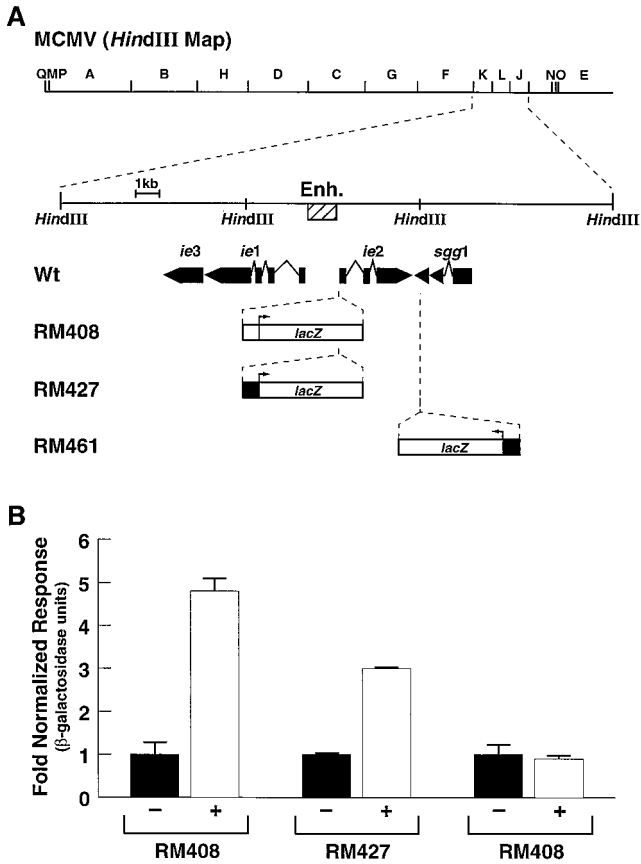 A
MCMV (HindIII Map)
QMP A B H D C G F K L J NO E
1kb
Enh.
HindIII HindIII HindIII HindIII
ie3 ie1 ie2 sgg1
Wt
RM408
lacZ
RM427
lacZ
RM461
lacZ
B
Fold Normalized Response
(β-galactosidase units)
6
5
4
3
2
1
0
− + − + − +
RM408 RM427 RM408